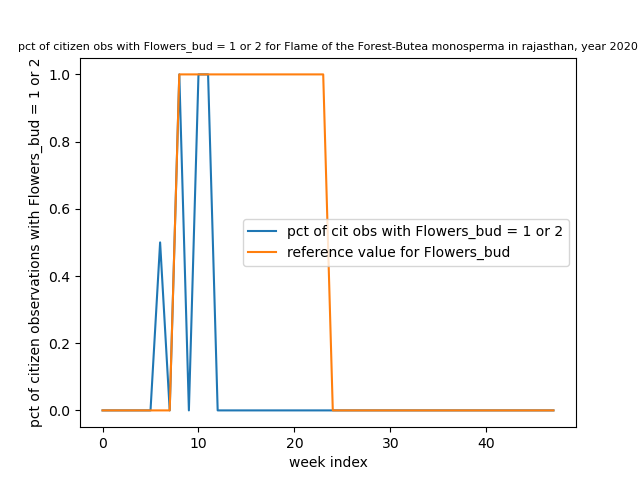 pct of citizen obs with Flowers_bud = 1 or 2 for Flame of the Forest-Butea monosperma in rajasthan, year 2020
pct of citizen observations with Flowers_bud = 1 or 2
1.0
0.8
0.6
0.4
0.2
0.0
pct of cit obs with Flowers_bud = 1 or 2
reference value for Flowers_bud
0 10 20 30 40
week index